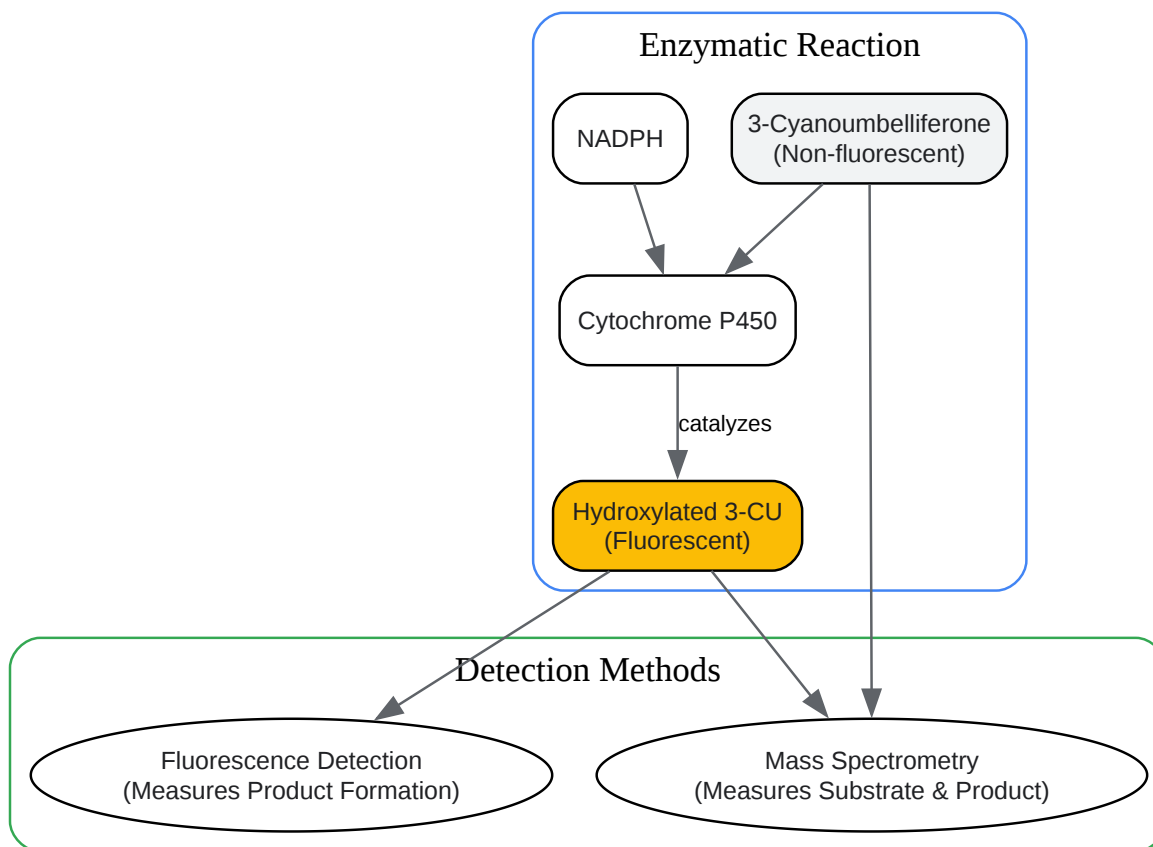 Enzymatic Reaction
NADPH
3-Cyanoumbelliferone
(Non-fluorescent)
Cytochrome P450
catalyzes
Hydroxylated 3-CU
(Fluorescent)
Detection Methods
Fluorescence Detection
(Measures Product Formation)
Mass Spectrometry
(Measures Substrate & Product)